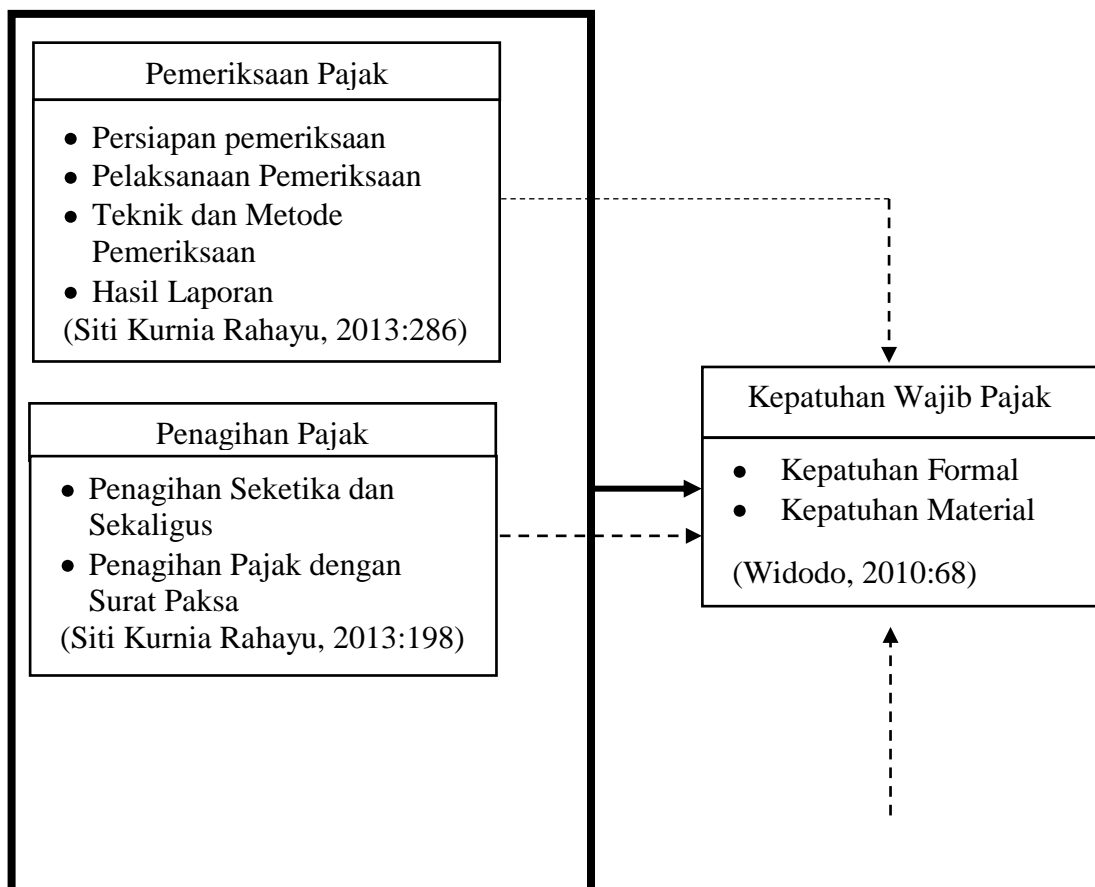 Pemeriksaan Pajak
• Persiapan pemeriksaan
• Pelaksanaan Pemeriksaan
• Teknik dan Metode
Pemeriksaan
• Hasil Laporan
(Siti Kurnia Rahayu, 2013:286)
Penagihan Pajak
• Penagihan Seketika dan
Sekaligus
• Penagihan Pajak dengan
Surat Paksa
(Siti Kurnia Rahayu, 2013:198)
Kepatuhan Wajib Pajak
• Kepatuhan Formal
• Kepatuhan Material
(Widodo, 2010:68)